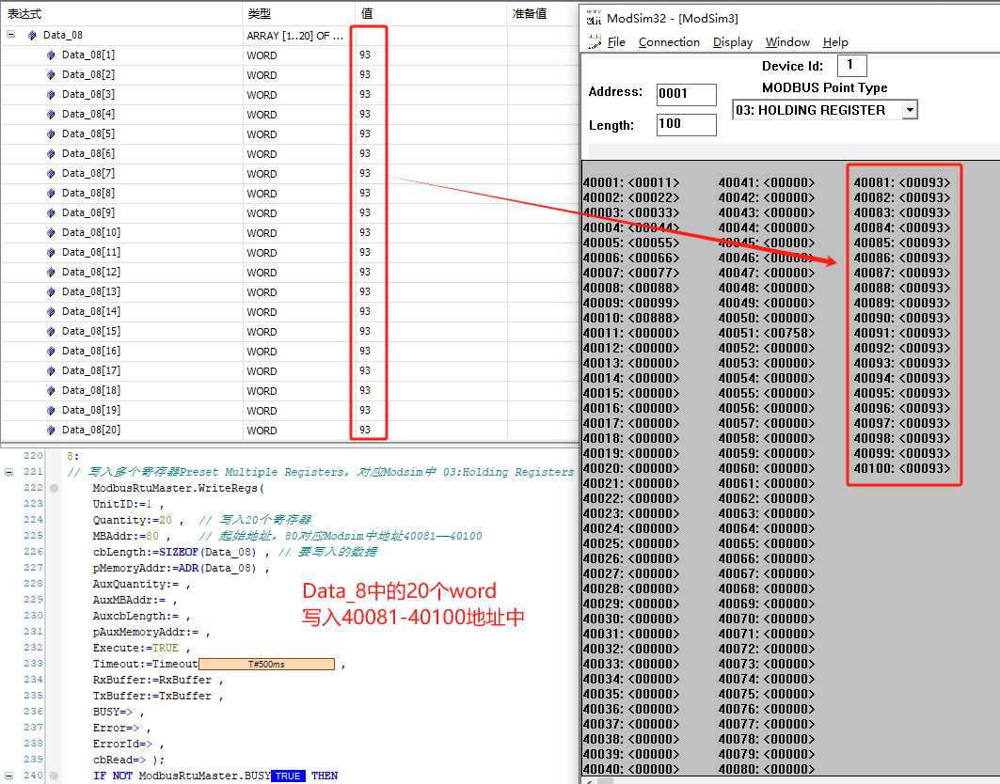 表达式 类型 值 准备值
Data_08 ARRAY [1..20] OF ...
Data_08[1] WORD 93
Data_08[2] WORD 93
Data_08[3] WORD 93
Data_08[4] WORD 93
Data_08[5] WORD 93
Data_08[6] WORD 93
Data_08[7] WORD 93
Data_08[8] WORD 93
Data_08[9] WORD 93
Data_08[10] WORD 93
Data_08[11] WORD 93
Data_08[12] WORD 93
Data_08[13] WORD 93
Data_08[14] WORD 93
Data_08[15] WORD 93
Data_08[16] WORD 93
Data_08[17] WORD 93
Data_08[18] WORD 93
Data_08[19] WORD 93
Data_08[20] WORD 93
220 8:
221 // 写入多个寄存器Preset Multiple Registers，对应Modsim中 03:Holding Registers
222 ModbusRtuMaster.WriteRegs(
223 UnitID:=1 ,
224 Quantity:=20 , // 写入20个寄存器
225 MBAddr:=80 , // 起始地址，80对应Modsim中地址40081——40100
226 cbLength:=SIZEOF(Data_08) , // 要写入的数据
227 pMemoryAddr:=ADR(Data_08) ,
228 AuxQuantity:= ,
229 AuxMBAddr:= ,
230 AuxcbLength:= ,
231 pAuxMemoryAddr:= ,
232 Execute:=TRUE ,
233 Timeout:=Timeout T#500ms ,
234 RxBuffer:=RxBuffer ,
235 TxBuffer:=TxBuffer ,
236 BUSY=> ,
237 Error=> ,
238 ErrorId=> ,
239 cbRead=> );
240 IF NOT ModbusRtuMaster.BUSY TRUE THEN
Data_8中的20个word
写入40081-40100地址中
ModSim32 - [ModSim3]
File Connection Display Window Help
Device Id: 1
Address: 0001
MODBUS Point Type
Length: 100
03: HOLDING REGISTER
40001: <00011> 40041: <00000> 40081: <00093>
40002: <00022> 40042: <00000> 40082: <00093>
40003: <00033> 40043: <00000> 40083: <00093>
40004: <00044> 40044: <00000> 40084: <00093>
40005: <00055> 40045: <00000> 40085: <00093>
40006: <00066> 40046: <00000> 40086: <00093>
40007: <00077> 40047: <00000> 40087: <00093>
40008: <00088> 40048: <00000> 40088: <00093>
40009: <00099> 40049: <00000> 40089: <00093>
40010: <00888> 40050: <00000> 40090: <00093>
40011: <00000> 40051: <00758> 40091: <00093>
40012: <00000> 40052: <00000> 40092: <00093>
40013: <00000> 40053: <00000> 40093: <00093>
40014: <00000> 40054: <00000> 40094: <00093>
40015: <00000> 40055: <00000> 40095: <00093>
40016: <00000> 40056: <00000> 40096: <00093>
40017: <00000> 40057: <00000> 40097: <00093>
40018: <00000> 40058: <00000> 40098: <00093>
40019: <00000> 40059: <00000> 40099: <00093>
40020: <00000> 40060: <00000> 40100: <00093>
40021: <00000> 40061: <00000>
40022: <00000> 40062: <00000>
40023: <00000> 40063: <00000>
40024: <00000> 40064: <00000>
40025: <00000> 40065: <00000>
40026: <00000> 40066: <00000>
40027: <00000> 40067: <00000>
40028: <00000> 40068: <00000>
40029: <00000> 40069: <00000>
40030: <00000> 40070: <00000>
40031: <00000> 40071: <00000>
40032: <00000> 40072: <00000>
40033: <00000> 40073: <00000>
40034: <00000> 40074: <00000>
40035: <00000> 40075: <00000>
40036: <00000> 40076: <00000>
40037: <00000> 40077: <00000>
40038: <00000> 40078: <00000>
40039: <00000> 40079: <00000>
40040: <00000> 40080: <00000>